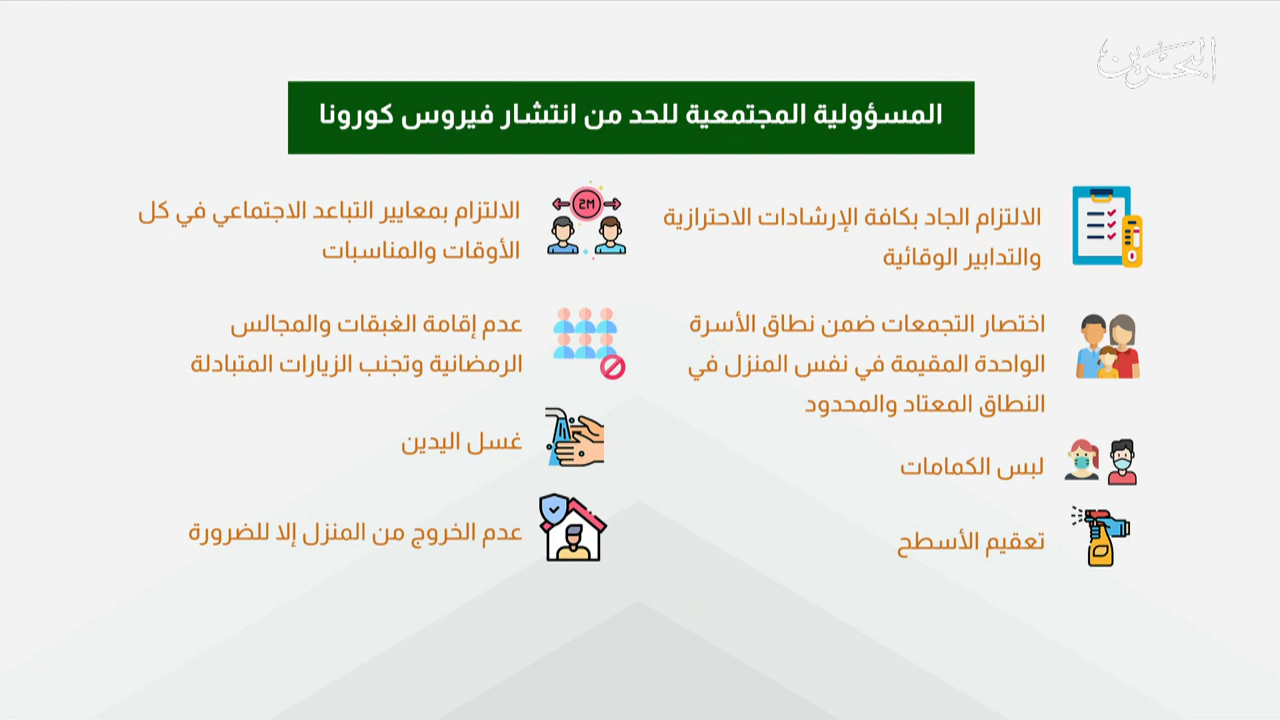 البحرين
المسؤولية المجتمعية للحد من انتشار فيروس كورونا
الالتزام الجاد بكافة الإرشادات الاحترازية
والتدابير الوقائية
اختصار التجمعات ضمن نطاق الأسرة
الواحدة المقيمة في نفس المنزل في
النطاق المعتاد والمحدود
لبس الكمامات
تعقيم الأسطح
2M
الالتزام بمعايير التباعد الاجتماعي في كل
الأوقات والمناسبات
عدم إقامة الغبقات والمجالس
الرمضانية وتجنب الزيارات المتبادلة
غسل اليدين
عدم الخروج من المنزل إلا للضرورة